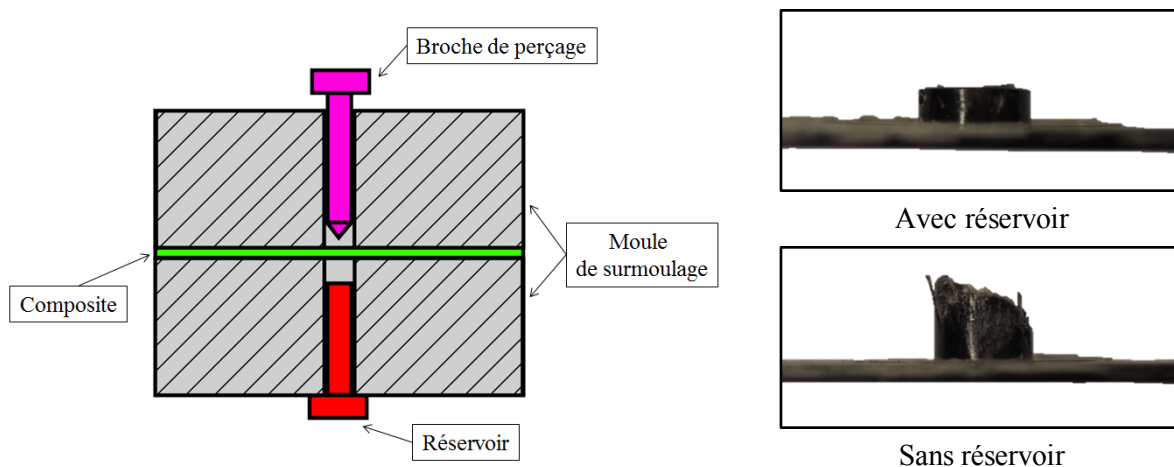 Broche de perçage
Composite
Moule
de surmoulage
Réservoir
Avec réservoir
Sans réservoir